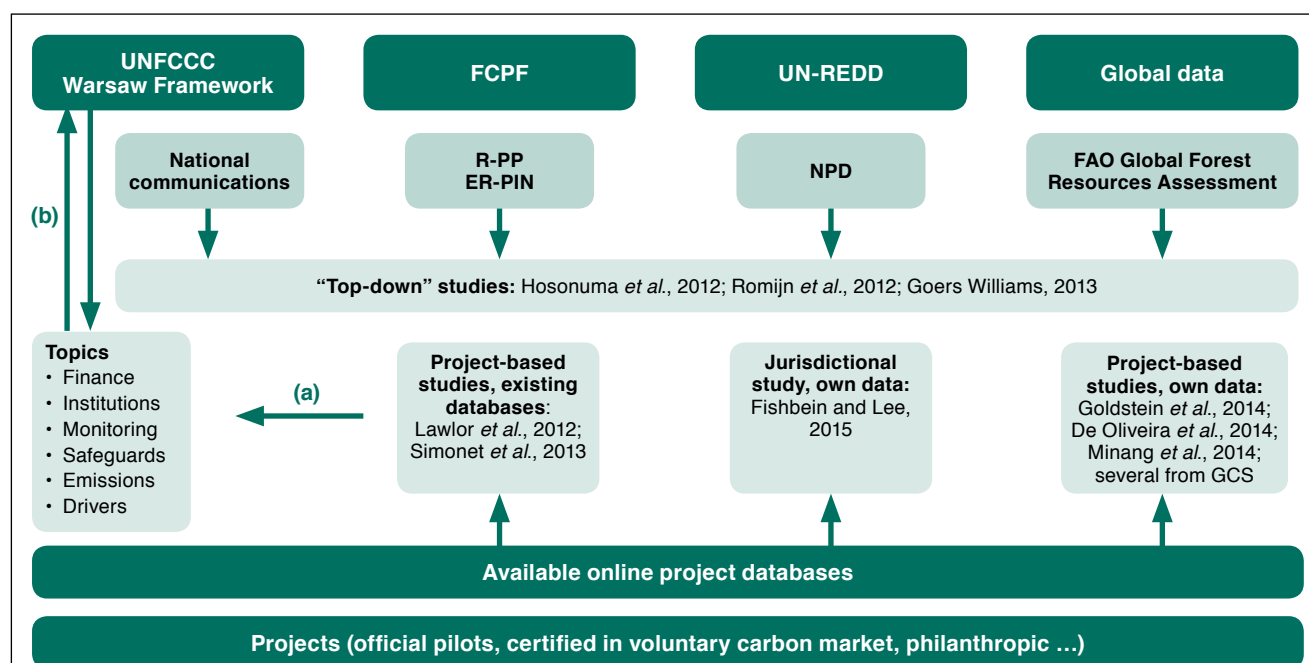 UNFCCC
Warsaw Framework
FCPF
UN-REDD
Global data
National
communications
R-PP
ER-PIN
NPD
FAO Global Forest
Resources Assessment
(b)
“Top-down” studies: Hosonuma et al., 2012; Romijn et al., 2012; Goers Williams, 2013
Topics
• Finance
• Institutions
• Monitoring
• Safeguards
• Emissions
• Drivers
(a)
Project-based
studies, existing
databases:
Lawlor et al., 2012;
Simonet et al., 2013
Jurisdictional
study, own data:
Fishbein and Lee,
2015
Project-based
studies, own data:
Goldstein et al., 2014;
De Oliveira et al., 2014;
Minang et al., 2014;
several from GCS
Available online project databases
Projects (official pilots, certified in voluntary carbon market, philanthropic …)